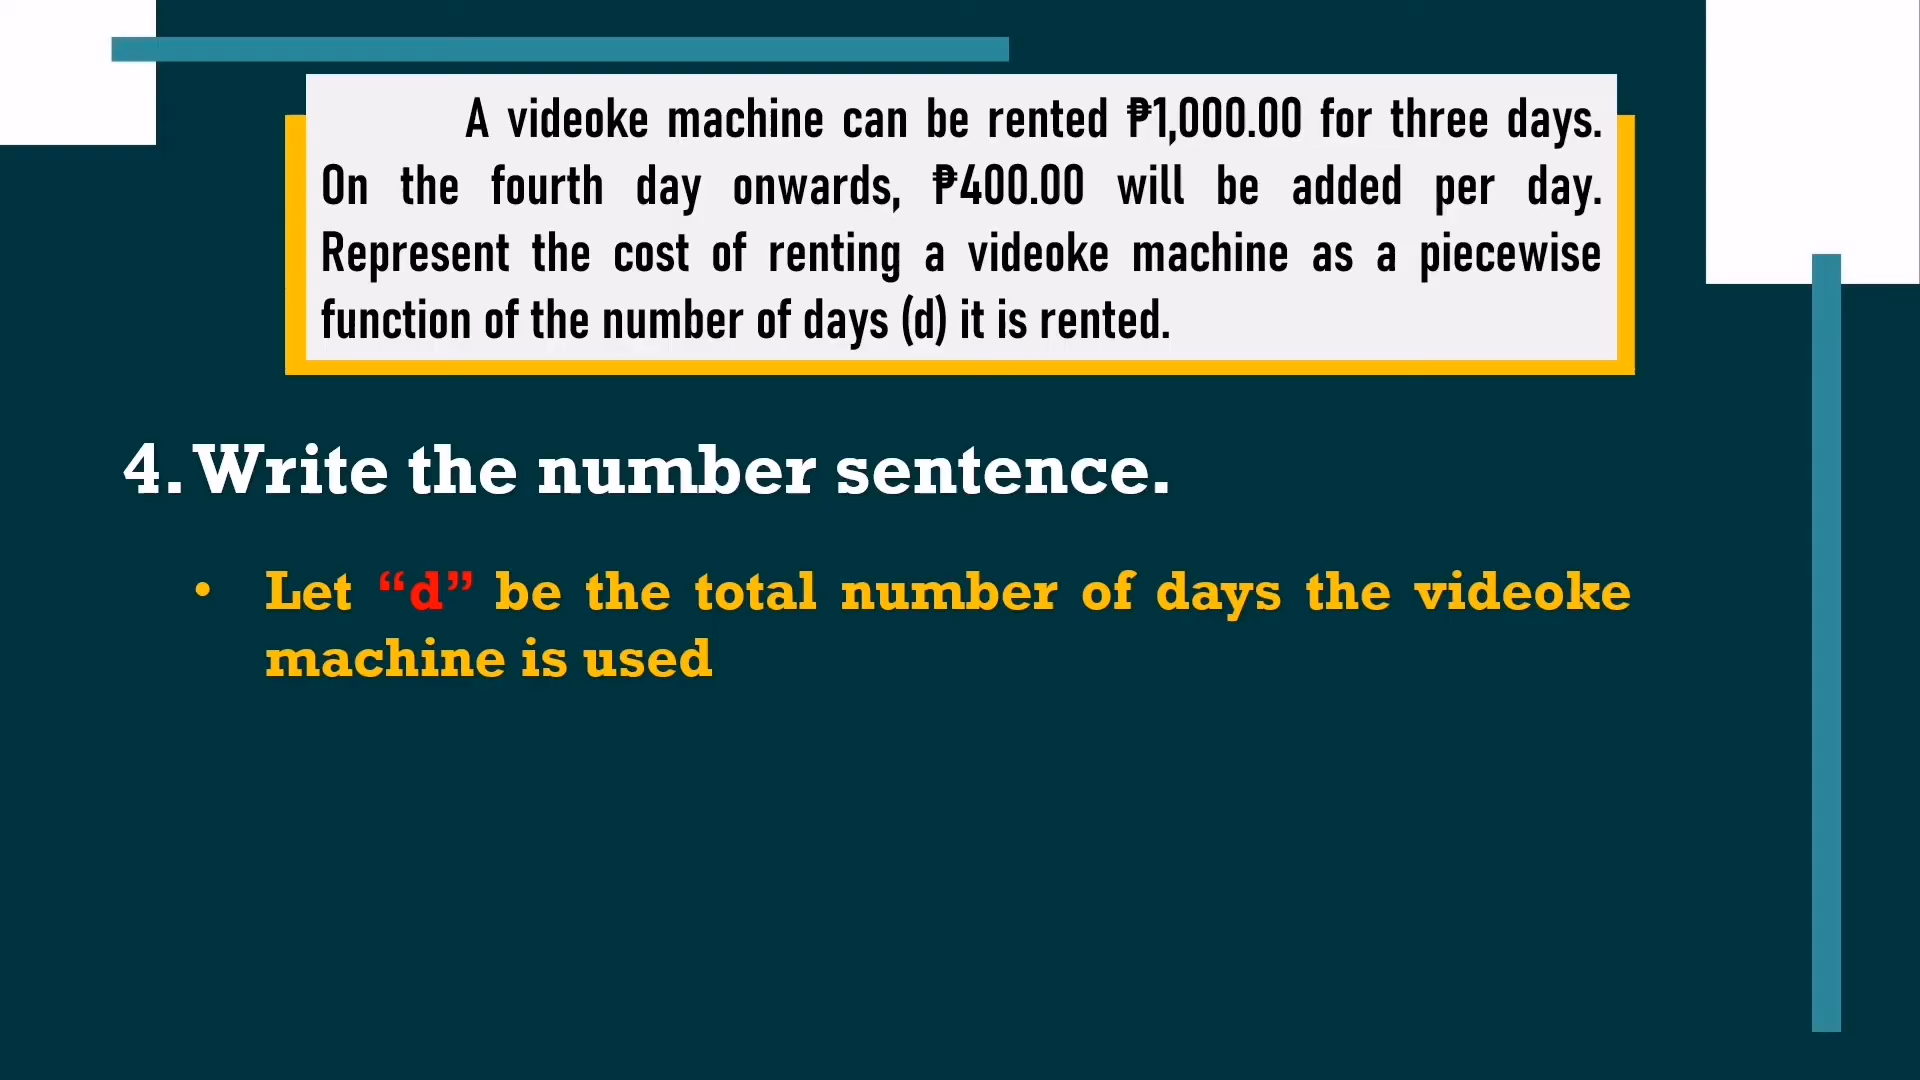 A videoke machine can be rented ₱1,000.00 for three days.
On the fourth day onwards, ₱400.00 will be added per day.
Represent the cost of renting a videoke machine as a piecewise
function of the number of days (d) it is rented.
4. Write the number sentence.
• Let “d” be the total number of days the videoke
machine is used